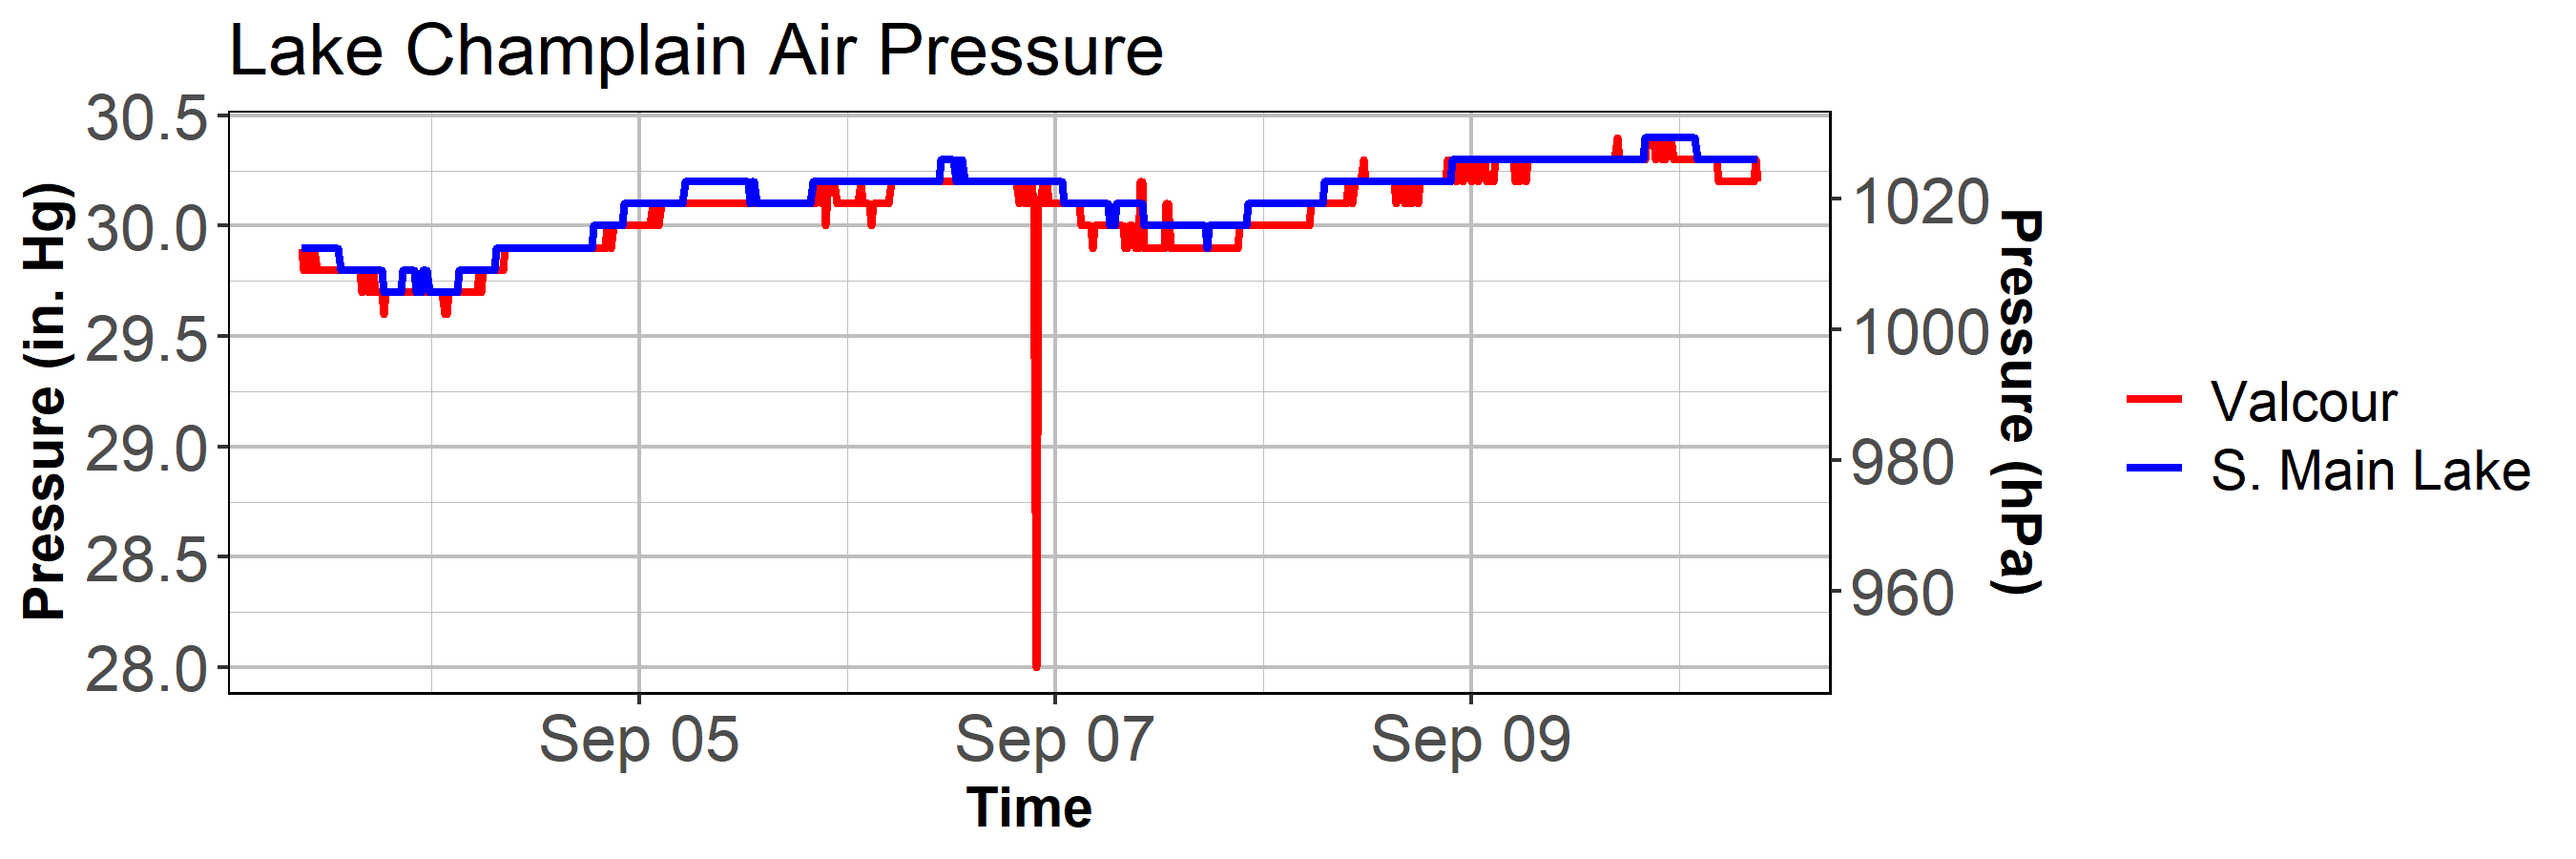 Lake Champlain Air Pressure
Pressure (in. Hg)
30.5
30.0
29.5
29.0
28.5
28.0
1020
1000
980
960
Pressure (hPa)
Sep 05
Sep 07
Sep 09
Time
Valcour
S. Main Lake